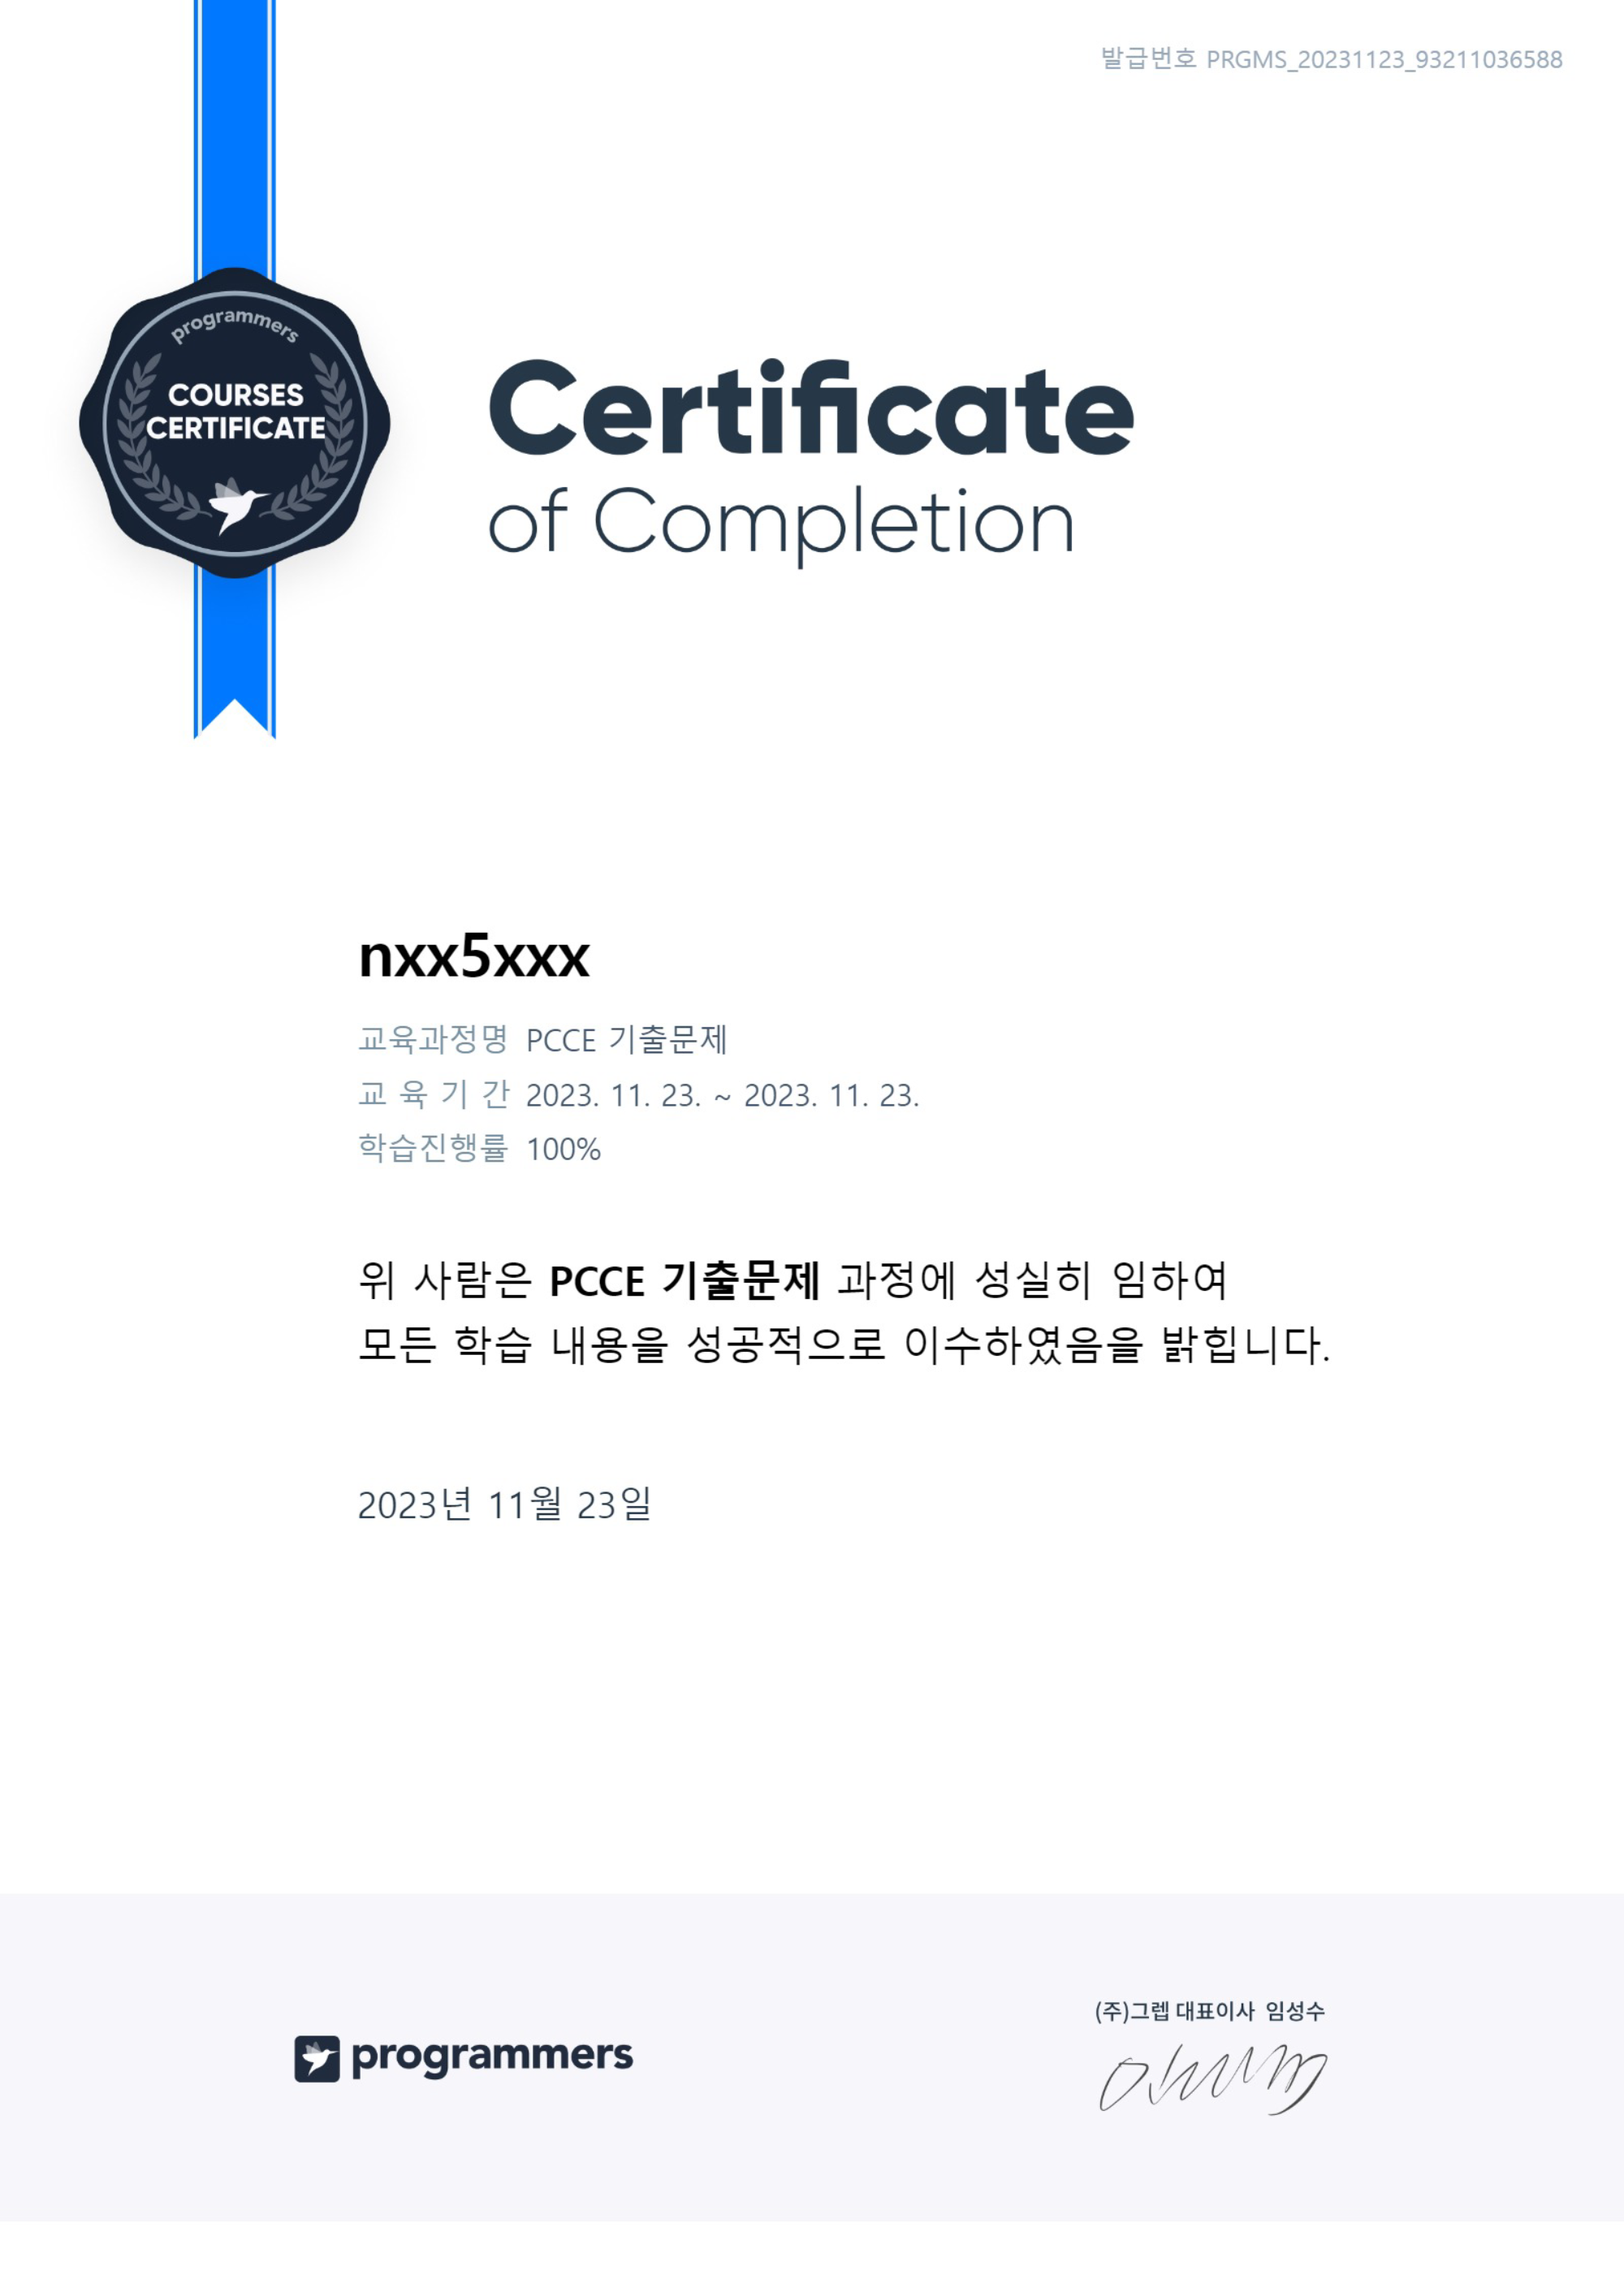 발급번호 PRGMS_20231123_93211036588
programmers
COURSES
CERTIFICATE
Certificate
of Completion
nxx5xxx
교육과정명 PCCE 기출문제
교 육 기 간 2023. 11. 23. ~ 2023. 11. 23.
학습진행률 100%
위 사람은 PCCE 기출문제 과정에 성실히 임하여
모든 학습 내용을 성공적으로 이수하였음을 밝힙니다.
2023년 11월 23일
(주)그렙 대표이사 임성수
programmers